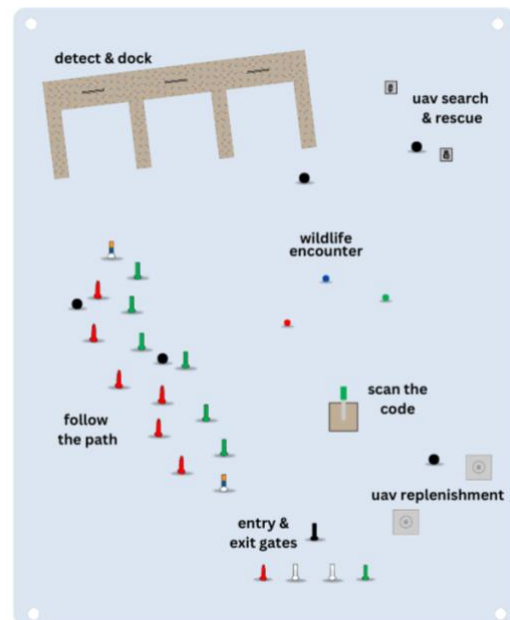 detect & dock
uav search
& rescue
wildlife
encounter
scan the
code
follow
the path
uav replenishment
entry &
exit gates